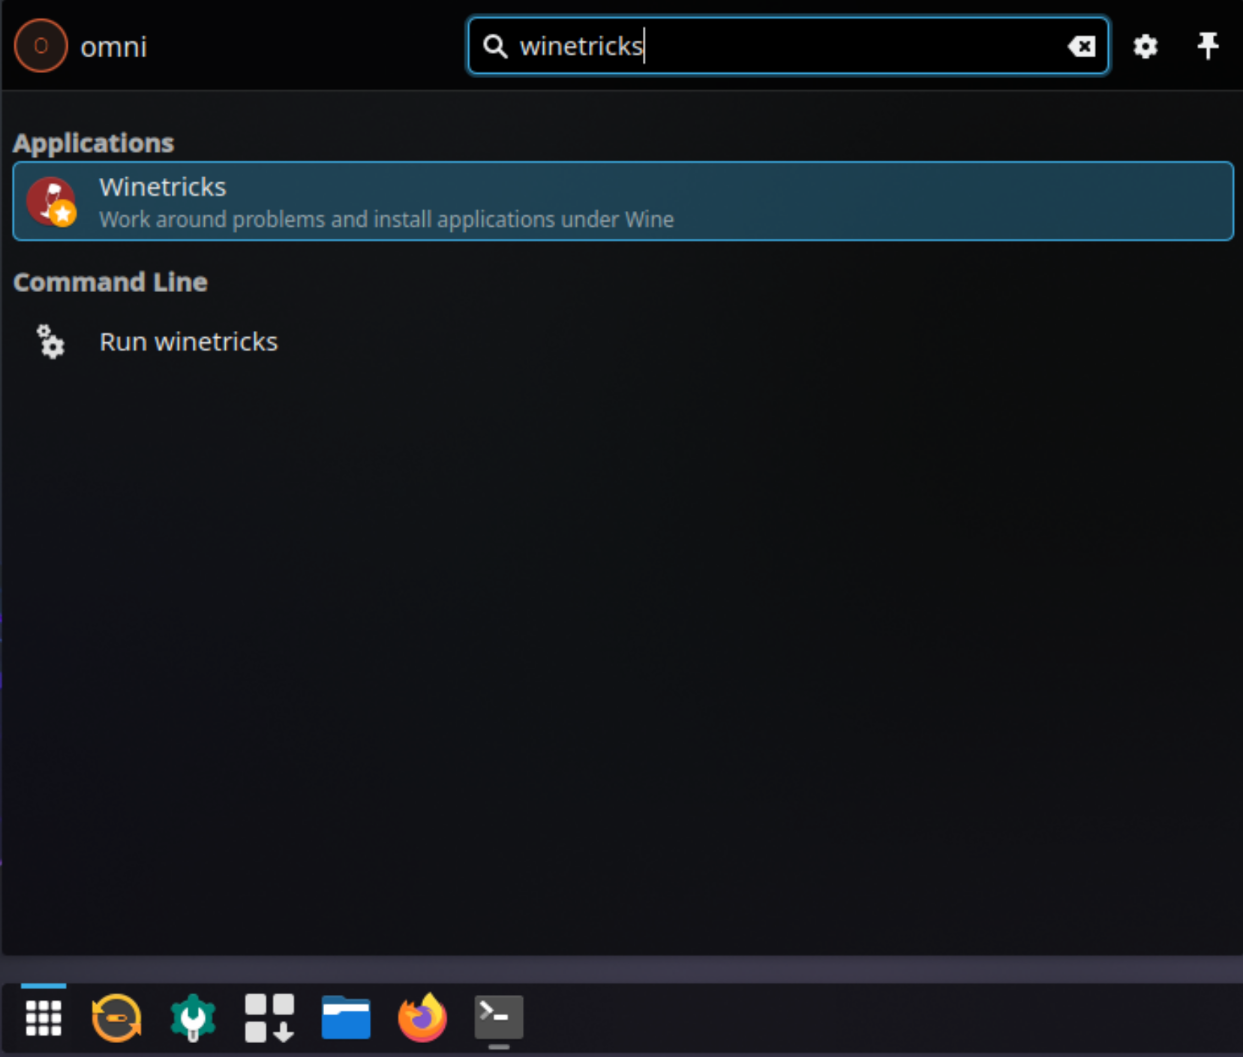 O
omni
winetricks
Applications
Winetricks
Work around problems and install applications under Wine
Command Line
Run winetricks